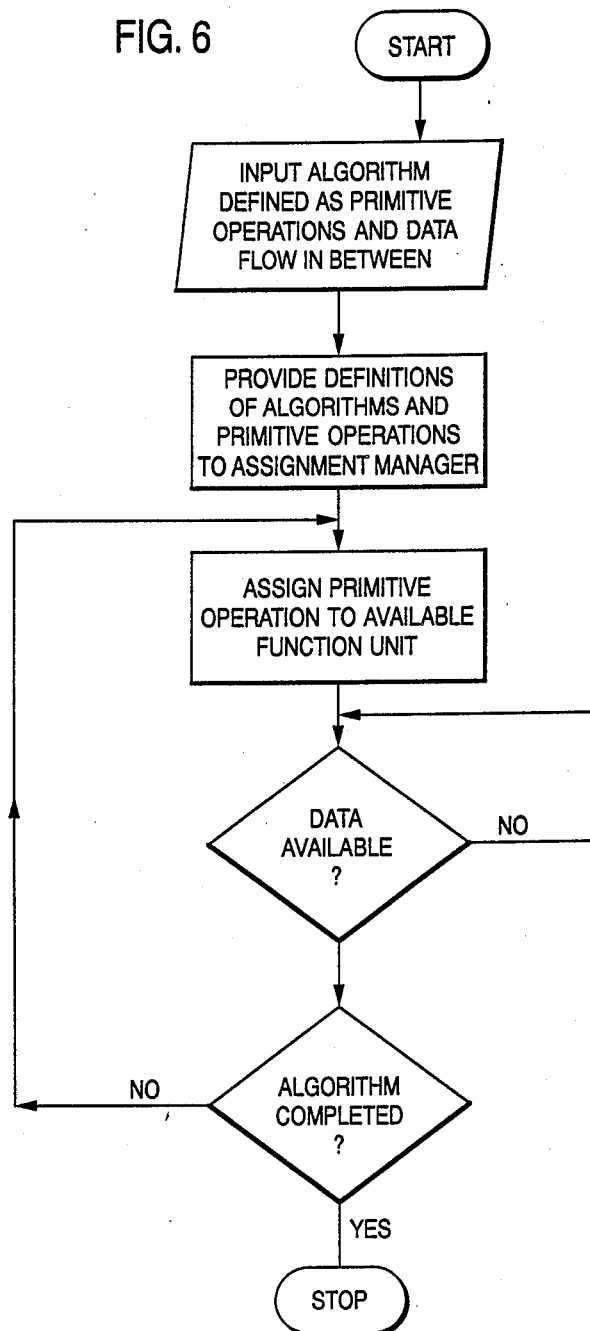 FIG. 6
START
INPUT ALGORITHM
DEFINED AS PRIMITIVE
OPERATIONS AND DATA
FLOW IN BETWEEN
PROVIDE DEFINITIONS
OF ALGORITHMS AND
PRIMITIVE OPERATIONS
TO ASSIGNMENT MANAGER
ASSIGN PRIMITIVE
OPERATION TO AVAILABLE
FUNCTION UNIT
DATA
AVAILABLE
?
NO
ALGORITHM
COMPLETED
?
NO
YES
STOP